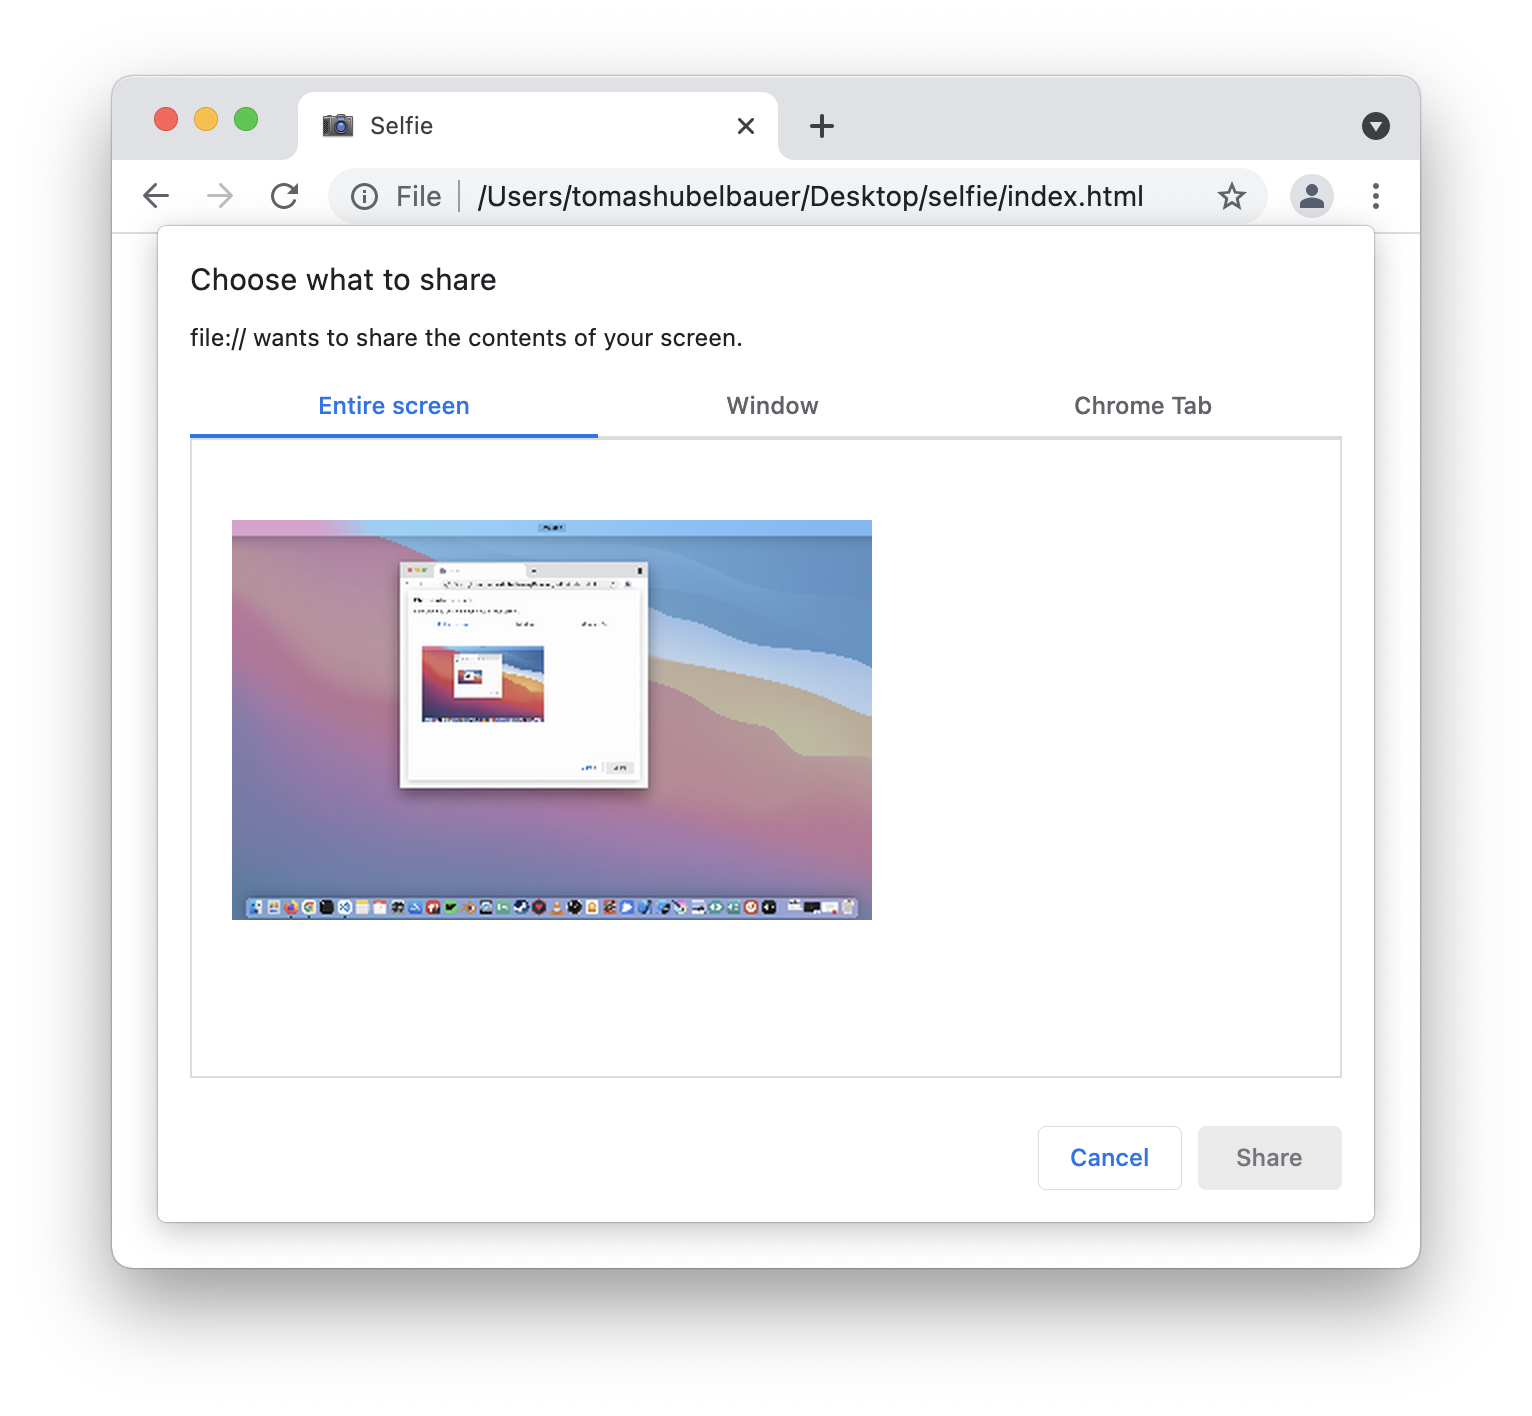 Selfie
File /Users/tomashubelbauer/Desktop/selfie/index.html
Choose what to share
file:// wants to share the contents of your screen.
Entire screen Window Chrome Tab
Cancel Share